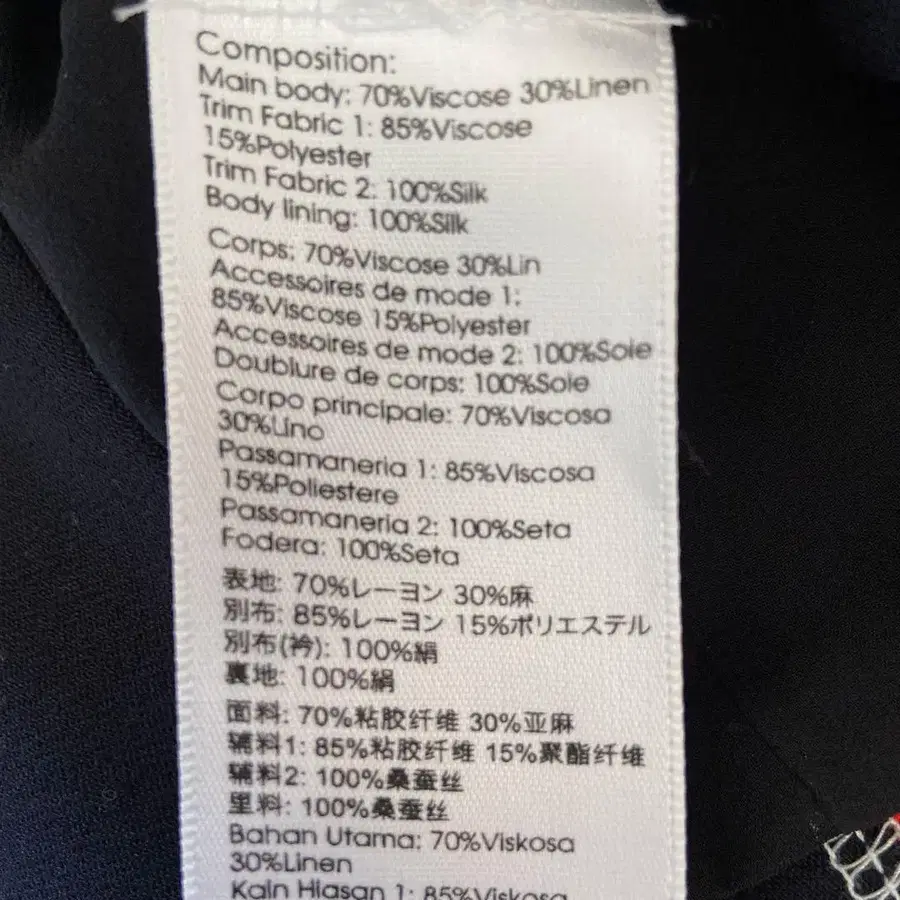 Composition:
Main body: 70%Viscose 30%Linen
Trim Fabric 1: 85%Viscose
15%Polyester
Trim Fabric 2: 100%Silk
Body lining: 100%Silk
Corps: 70%Viscose 30%Lin
Accessoires de mode 1:
85%Viscose 15%Polyester
Accessoires de mode 2: 100%Soie
Doublure de corps: 100%Soie
Corpo principale: 70%Viscosa
30%Lino
Passamaneria 1: 85%Viscosa
15%Poliestere
Passamaneria 2: 100%Seta
Fodera: 100%Seta
表地: 70%レーヨン 30%麻
別布: 85%レーヨン 15%ポリエステル
別布(衿): 100%絹
裏地: 100%絹
面料: 70%粘胶纤维 30%亚麻
辅料1: 85%粘胶纤维 15%聚酯纤维
辅料2: 100%桑蚕丝
里料: 100%桑蚕丝
Bahan Utama: 70%Viskosa
30%Linen
Kain Hiasan 1: 85%Viskosa